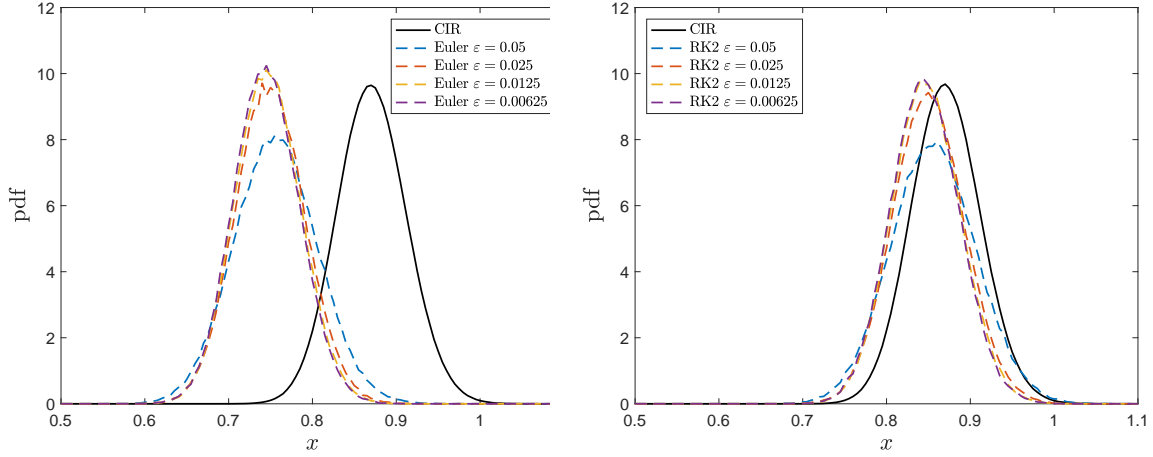 12
10
8
6
4
2
0
pdf
0.5 0.6 0.7 0.8 0.9 1
x
CIR
Euler ε = 0.05
Euler ε = 0.025
Euler ε = 0.0125
Euler ε = 0.00625
12
10
8
6
4
2
0
pdf
0.5 0.6 0.7 0.8 0.9 1 1.1
x
CIR
RK2 ε = 0.05
RK2 ε = 0.025
RK2 ε = 0.0125
RK2 ε = 0.00625